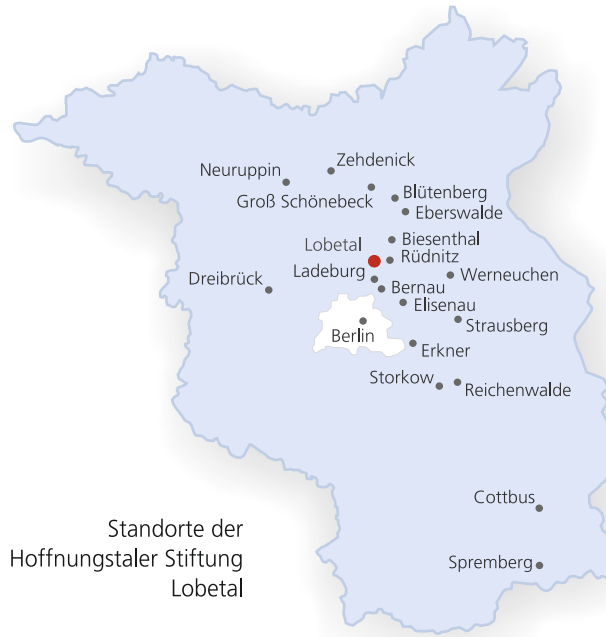 Zehdenick
Neuruppin
Groß Schönebeck
Blütenberg
Eberswalde
Biesenthal
Lobetal
Rüdnitz
Ladeburg
Werneuchen
Dreibrück
Bernau
Elisenau
Strausberg
Berlin
Erkner
Storkow
Reichenwalde
Cottbus
Standorte der
Hoffnungstaler Stiftung
Lobetal
Spremberg